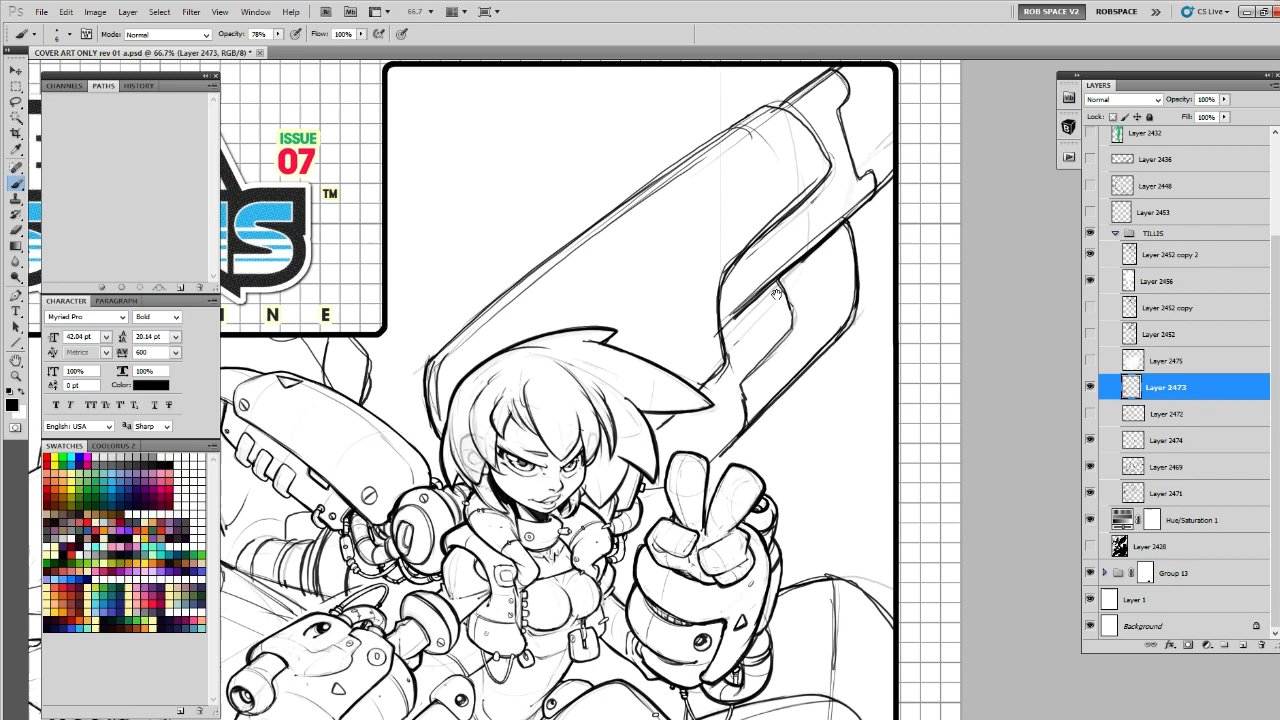 Ps File Edit Image Layer Select Filter View Window Help Br Mb 66.7 ROB SPACE V2 ROBSPACE CS Live
Mode: Normal Opacity: 78% Flow: 100%
COVER ART ONLY rev 01 a.psd @ 66.7% (Layer 2473, RGB/8) *
CHANNELS PATHS HISTORY
ISSUE
07
TM
I N E
CHARACTER PARAGRAPH
Myriad Pro Bold
42.04 pt 20.14 pt
Metrics 600
100% 100%
0 pt Color:
English: USA Sharp
SWATCHES COOLORUS 2
LAYERS
Normal Opacity: 100%
Lock: Fill: 100%
Layer 2432
Layer 2436
Layer 2448
Layer 2453
TILLIS
Layer 2452 copy 2
Layer 2456
Layer 2452 copy
Layer 2452
Layer 2475
Layer 2473
Layer 2472
Layer 2474
Layer 2469
Layer 2471
Hue/Saturation 1
Layer 2428
Group 13
Layer 1
Background